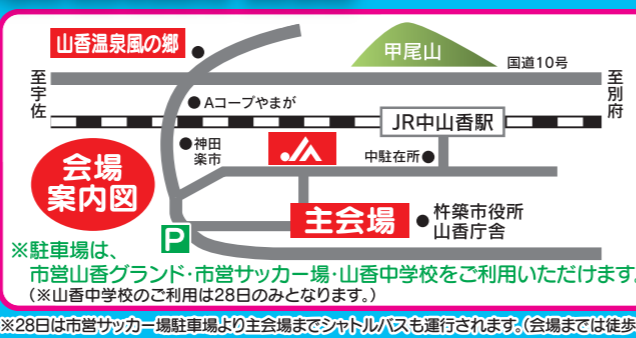 山香温泉風の郷
甲尾山
国道10号
至宇佐
至別府
Aコープやまが
JR中山香駅
神田
楽市
JA
中駐在所
会場
案内図
主会場
杵築市役所
山香庁舎
P
※駐車場は、
市営山香グランド・市営サッカー場・山香中学校をご利用いただけます。
(※山香中学校のご利用は28日のみとなります。)
※28日は市営サッカー場駐車場より主会場までシャトルバスも運行されます。(会場までは徒歩